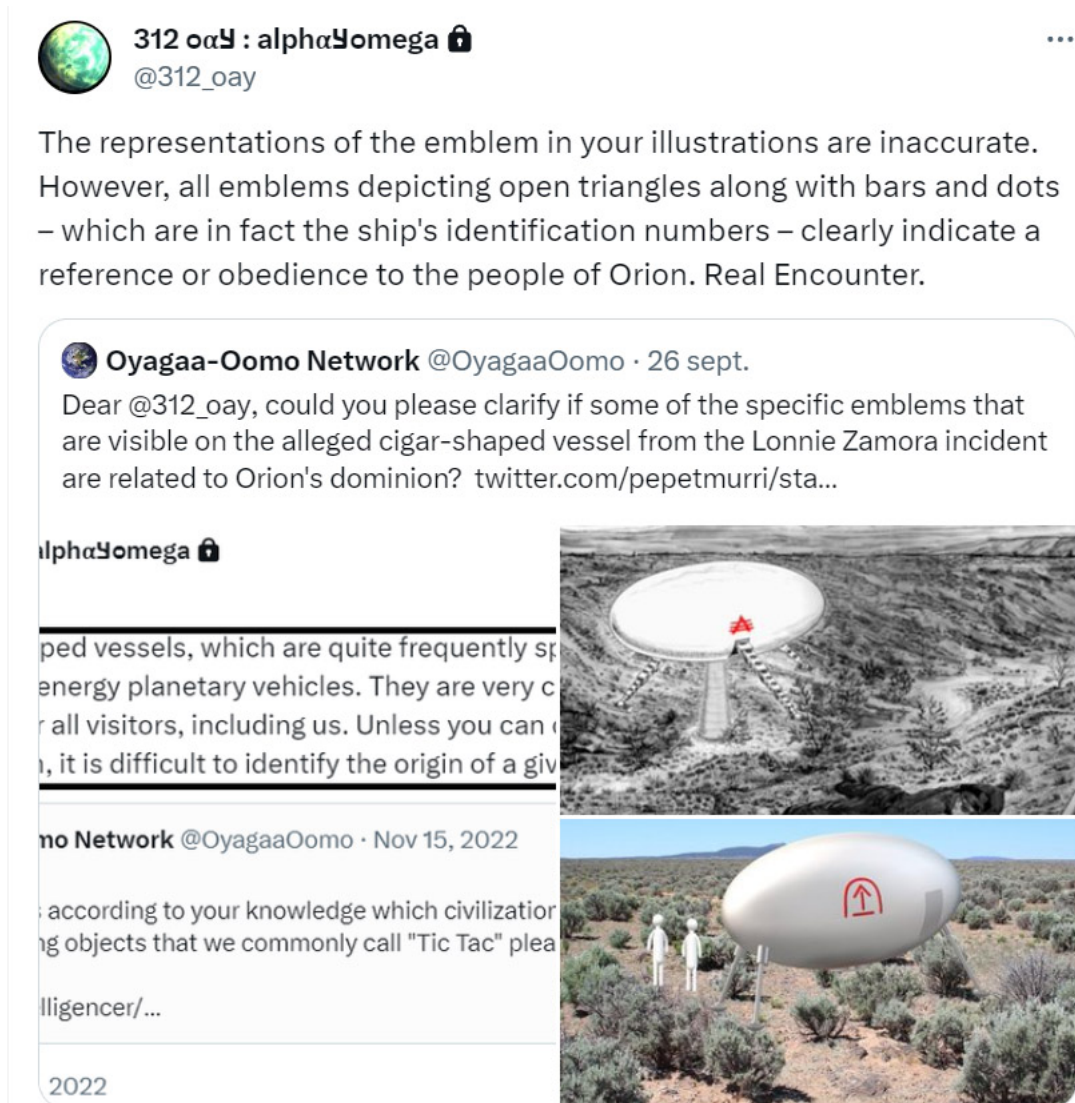 312 oαY : alphαYomega
@312_oay
The representations of the emblem in your illustrations are inaccurate.
However, all emblems depicting open triangles along with bars and dots
– which are in fact the ship's identification numbers – clearly indicate a
reference or obedience to the people of Orion. Real Encounter.
Oyagaa-Oomo Network @OyagaaOomo · 26 sept.
Dear @312_oay, could you please clarify if some of the specific emblems that
are visible on the alleged cigar-shaped vessel from the Lonnie Zamora incident
are related to Orion's dominion? twitter.com/pepetmurri/sta...
lphαYomega
ped vessels, which are quite frequently sp
energy planetary vehicles. They are very c
all visitors, including us. Unless you can
, it is difficult to identify the origin of a giv
mo Network @OyagaaOomo · Nov 15, 2022
according to your knowledge which civilization
ng objects that we commonly call "Tic Tac" plea
lligencer/...
2022